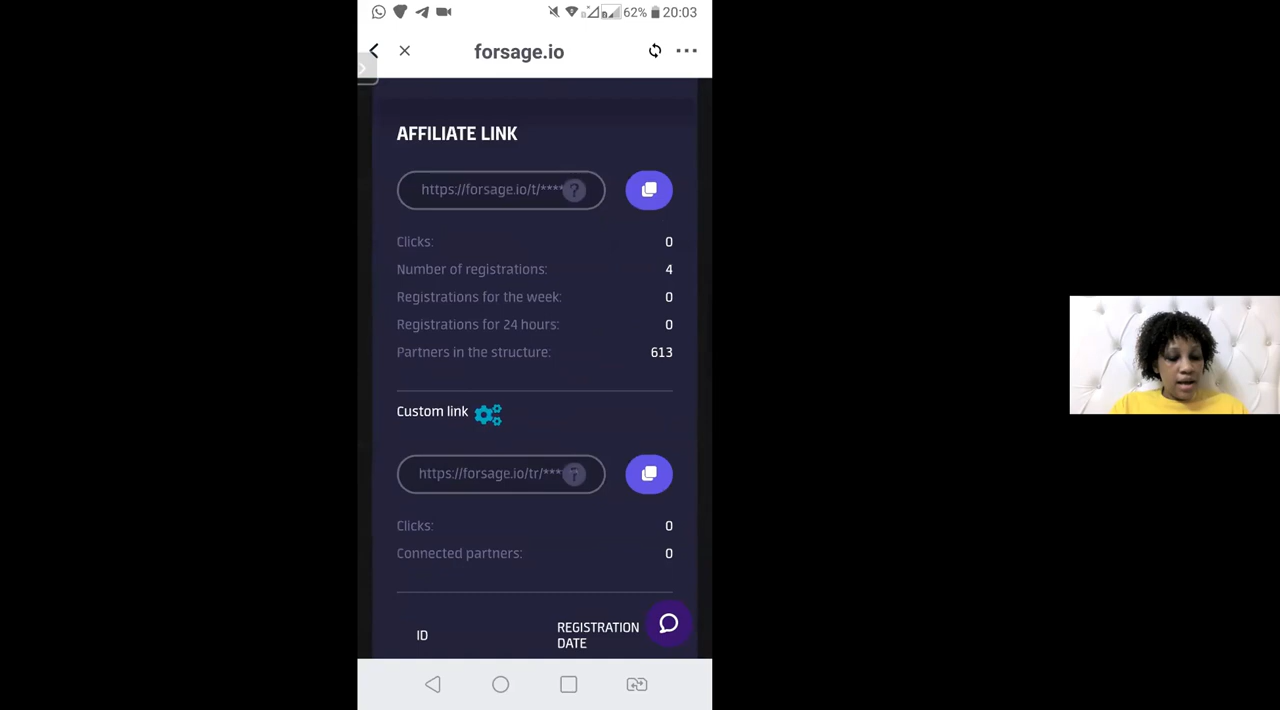 62% 20:03
forsage.io
AFFILIATE LINK
https://forsage.io/t/****
Clicks: 0
Number of registrations: 4
Registrations for the week: 0
Registrations for 24 hours: 0
Partners in the structure: 613
Custom link
https://forsage.io/tr/***
Clicks: 0
Connected partners: 0
ID
REGISTRATION
DATE